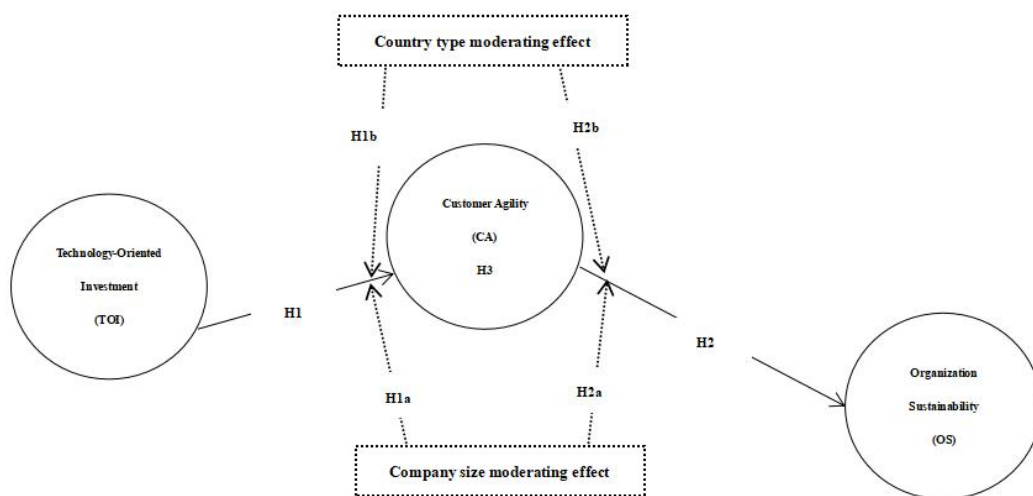 Country type moderating effect
H1b
H2b
Customer Agility
(CA)
H3
Technology-Oriented
Investment
(TOI)
H1
H2
Organization
Sustainability
(OS)
H1a
H2a
Company size moderating effect